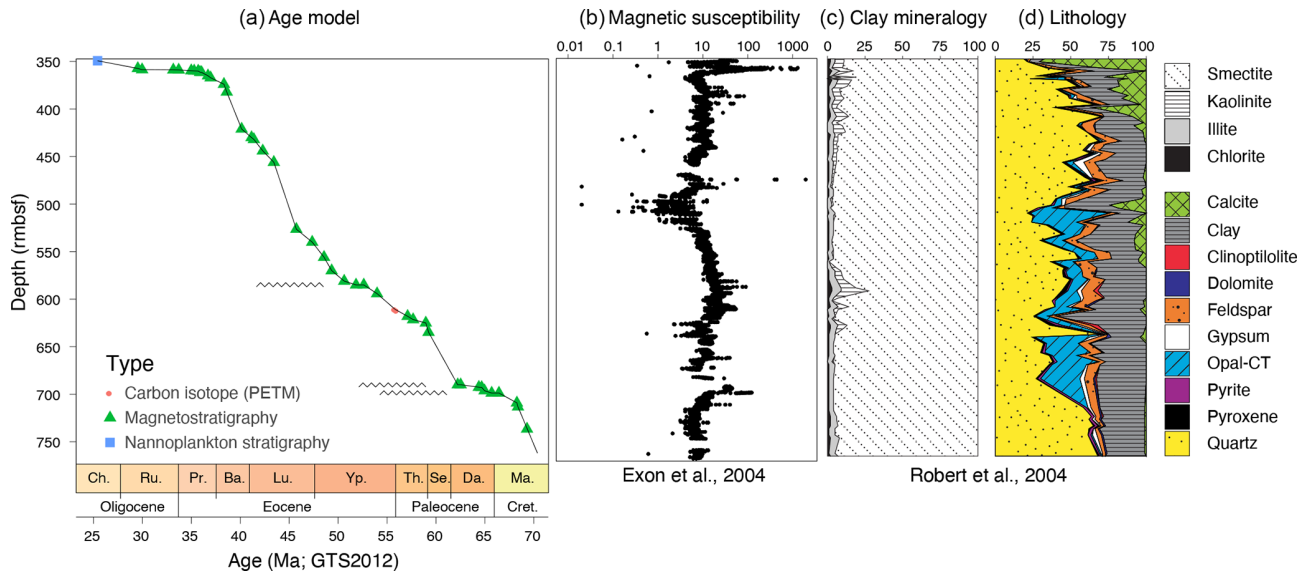 (a) Age model
(b) Magnetic susceptibility
(c) Clay mineralogy
(d) Lithology
0.01 0.1 1 10 100 1000
0 25 50 75 100
0 25 50 75 100
Depth (rmbsf)
350
400
450
500
550
600
650
700
750
Type
Carbon isotope (PETM)
Magnetostratigraphy
Nannoplankton stratigraphy
Ch. Ru. Pr. Ba. Lu. Yp. Th. Se. Da. Ma.
Oligocene Eocene Paleocene Cret.
25 30 35 40 45 50 55 60 65 70
Age (Ma; GTS2012)
Exon et al., 2004
Robert et al., 2004
Smectite
Kaolinite
Illite
Chlorite
Calcite
Clay
Clinoptilolite
Dolomite
Feldspar
Gypsum
Opal-CT
Pyrite
Pyroxene
Quartz